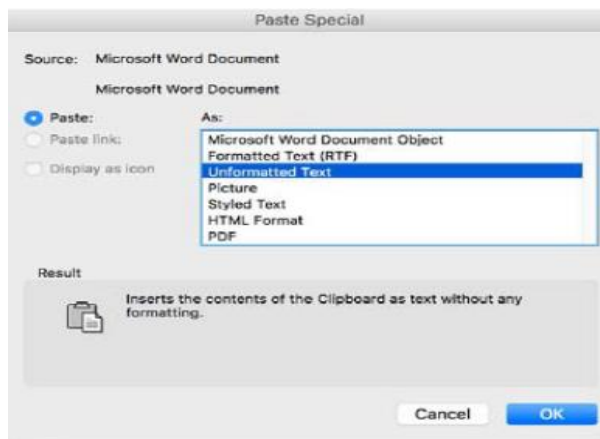 Paste Special
Source: Microsoft Word Document
Microsoft Word Document
Paste:
As:
Paste link:
Display as icon
Microsoft Word Document Object
Formatted Text (RTF)
Unformatted Text
Picture
Styled Text
HTML Format
PDF
Result
Inserts the contents of the Clipboard as text without any
formatting.
Cancel
OK